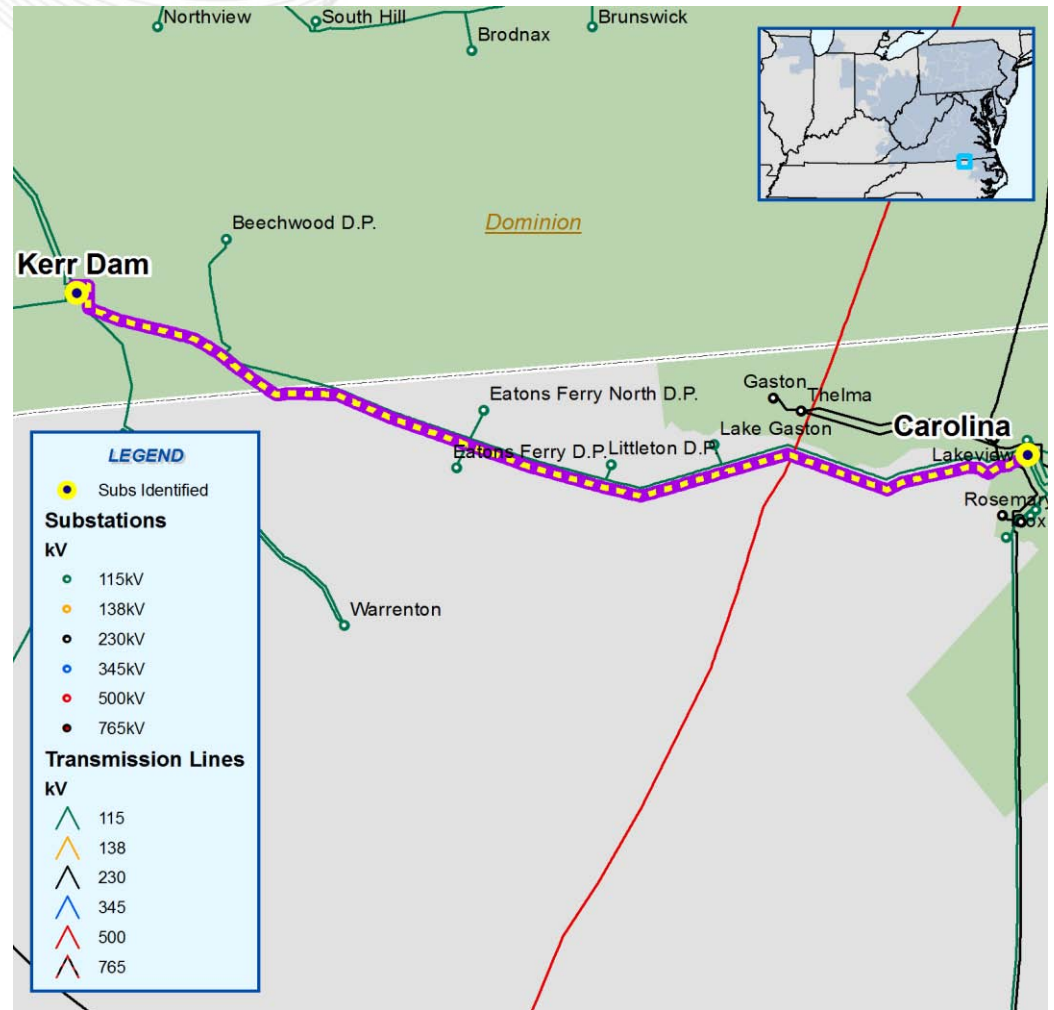 Northview
South Hill
Brodnax
Brunswick
Beechwood D.P.
Dominion
Kerr Dam
Gaston
Thelma
Eatons Ferry North D.P.
Carolina
Lake Gaston
Eatons Ferry D.P.
Littleton D.P
Lakeview
Rosemary
Box
Warrenton
LEGEND
Subs Identified
Substations
kV
115kV
138kV
230kV
345kV
500kV
765kV
Transmission Lines
kV
115
138
230
345
500
765